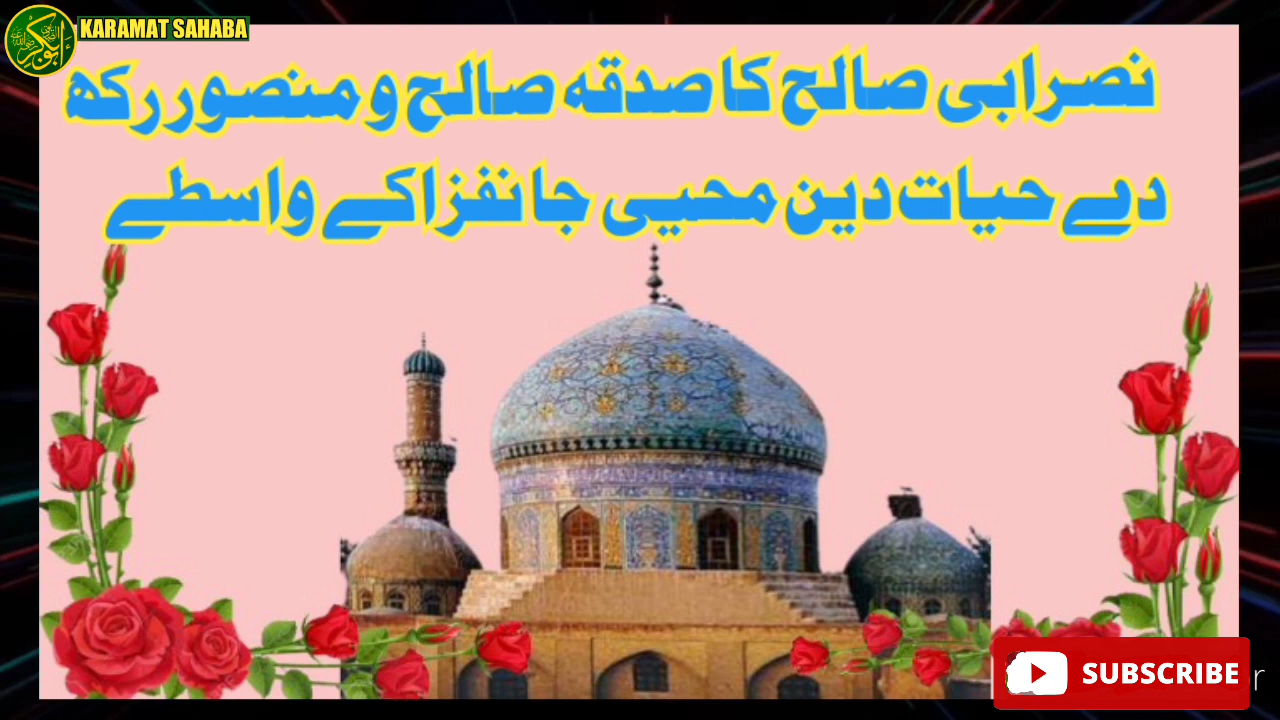 KARAMAT SAHABA
نصرابی صالح کا صدقہ صالح و منصور رکھ
دے حیات دین محیی جانفزا کے واسطے
SUBSCRIBE
r